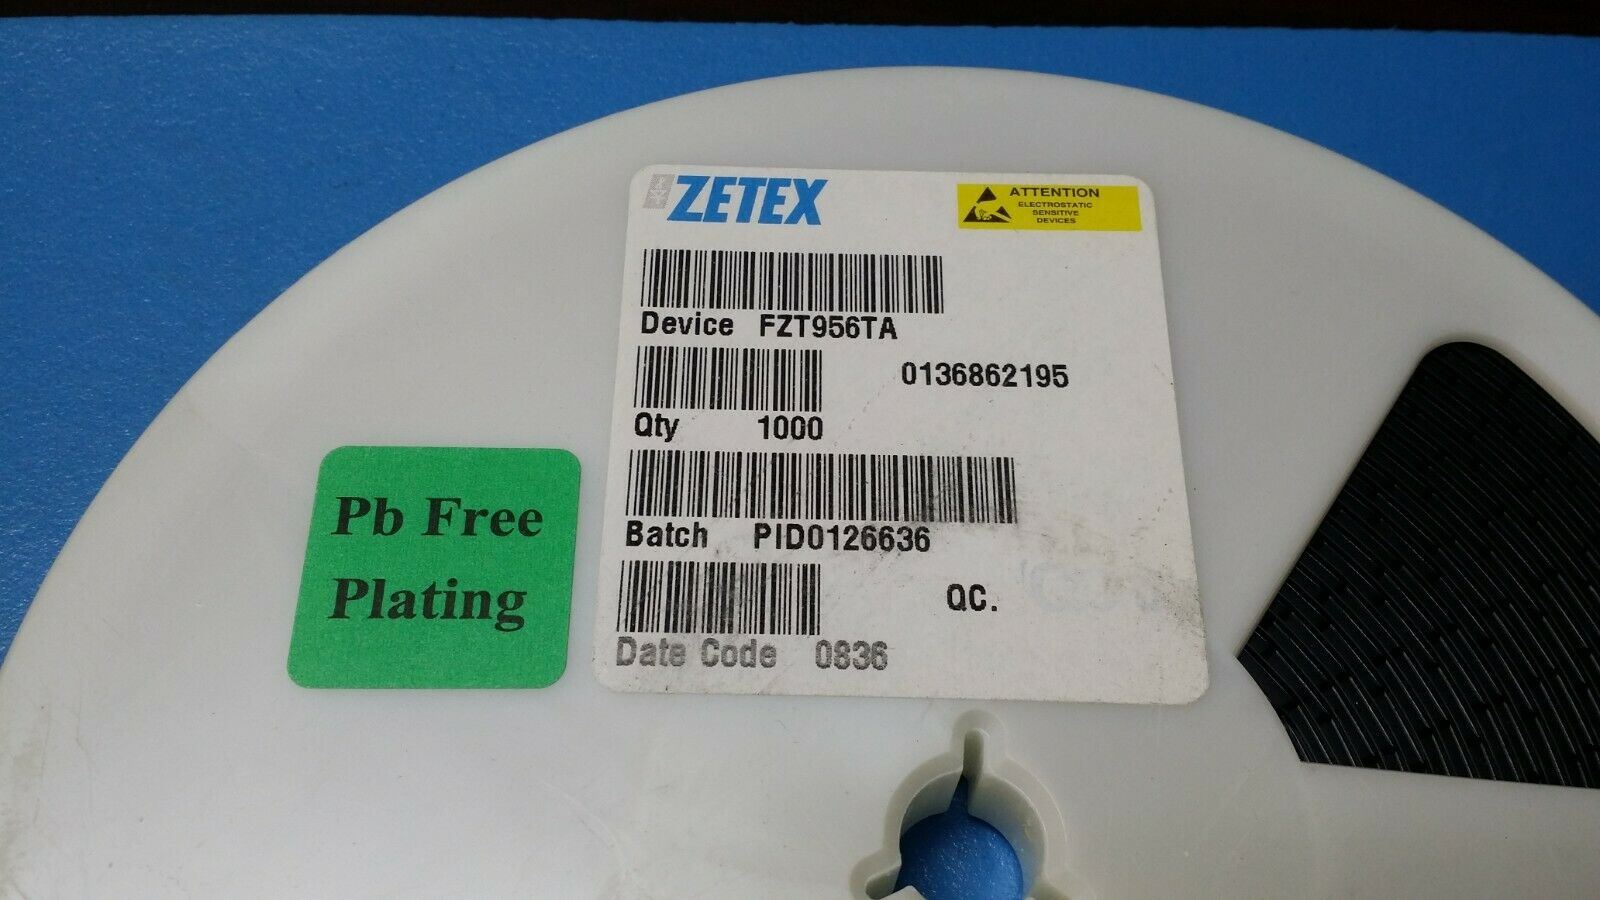 ZETEX
ATTENTION
ELECTROSTATIC
SENSITIVE
DEVICES
Device FZT956TA
0136862195
Qty 1000
Batch PID0126636
QC.
Date Code 0836
Pb Free
Plating